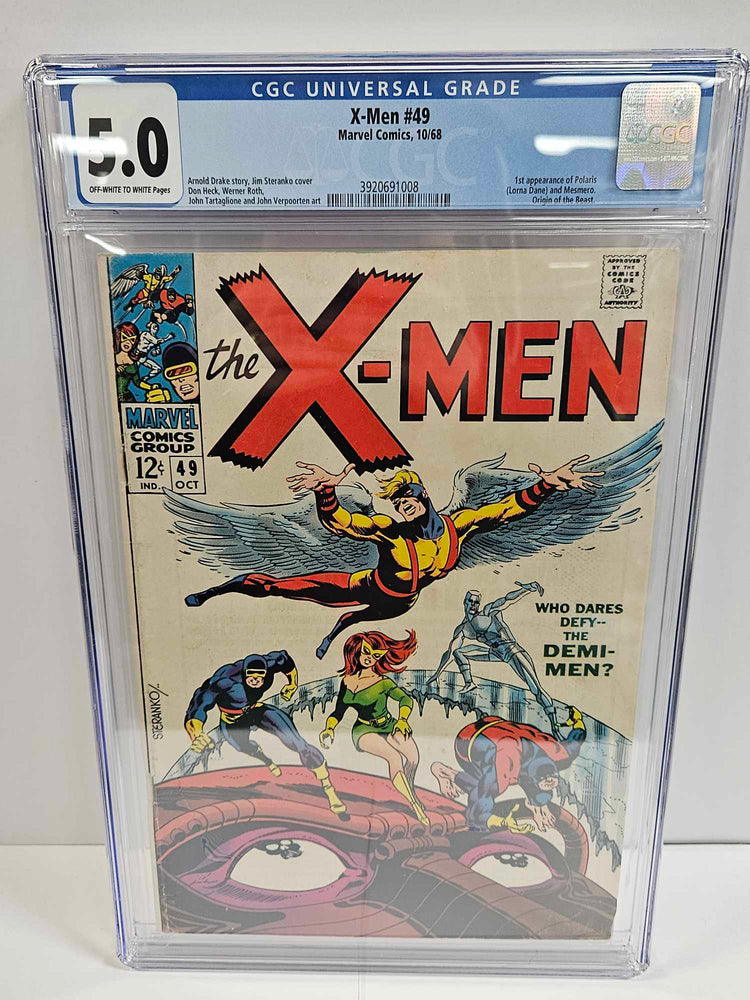 CGC UNIVERSAL GRADE
5.0
OFF-WHITE TO WHITE Pages
X-Men #49
Marvel Comics, 10/68
Arnold Drake story, Jim Steranko cover
Don Heck, Werner Roth,
John Tartaglione and John Verpoorten art
3920691008
1st appearance of Polaris
(Lorna Dane) and Mesmero.
Origin of the Beast.
CGC
APPROVED
BY THE
COMICS
CODE
AUTHORITY
the X-MEN
MARVEL
COMICS
GROUP
12¢
IND.
49
OCT
WHO DARES
DEFY--
THE
DEMI-
MEN?
STERANKO